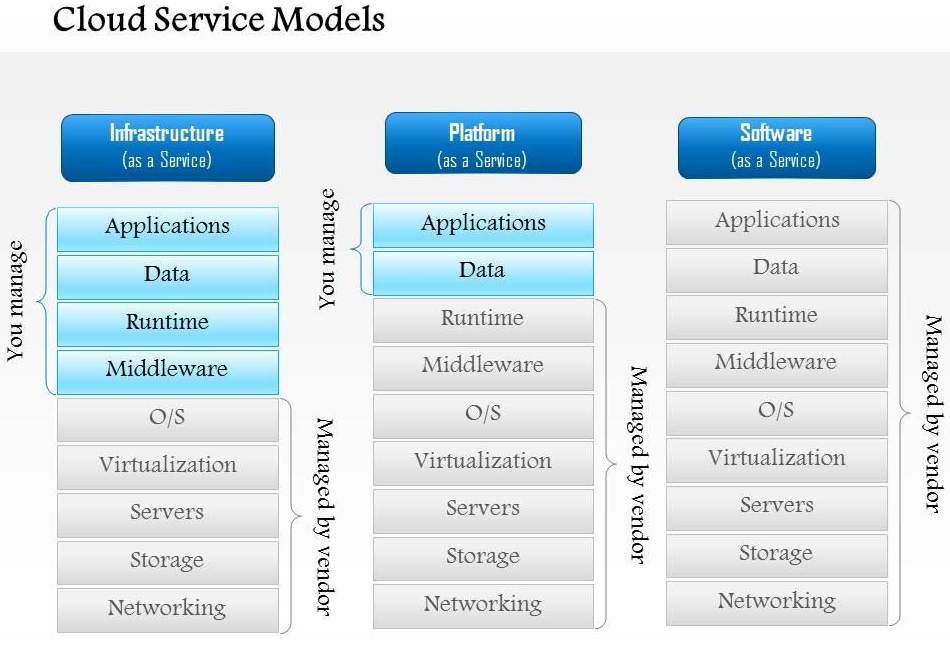 Cloud Service Models
Infrastructure
(as a Service)
You manage
Applications
Data
Runtime
Middleware
O/S
Virtualization
Servers
Storage
Networking
Managed by vendor
Platform
(as a Service)
You manage
Applications
Data
Runtime
Middleware
O/S
Virtualization
Servers
Storage
Networking
Managed by vendor
Software
(as a Service)
Applications
Data
Runtime
Middleware
O/S
Virtualization
Servers
Storage
Networking
Managed by vendor